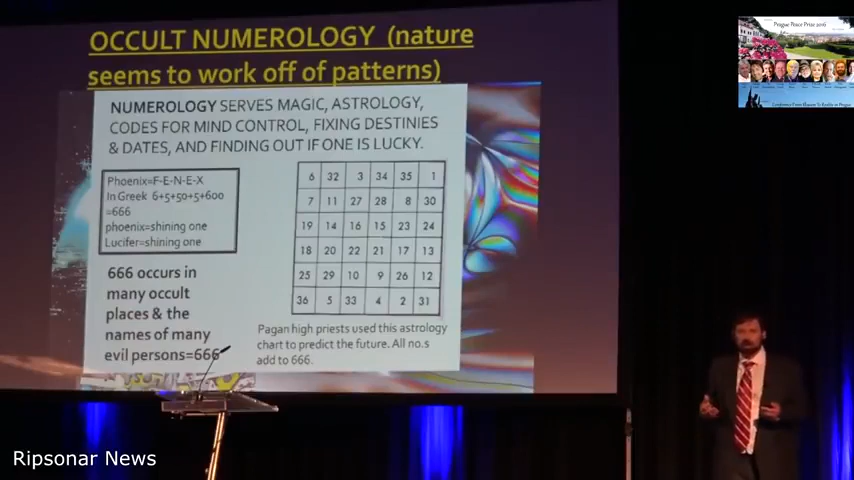 OCCULT NUMEROLOGY (nature
seems to work off of patterns)
NUMEROLOGY SERVES MAGIC, ASTROLOGY,
CODES FOR MIND CONTROL, FIXING DESTINIES
& DATES, AND FINDING OUT IF ONE IS LUCKY.
Phoenix=F-E-N-E-X
In Greek 6+5+50+5+600
=666
phoenix=shining one
Lucifer=shining one
666 occurs in
many occult
places & the
names of many
evil persons=666
6 32 3 34 35 1
7 11 27 28 8 30
19 14 16 15 23 24
18 20 22 21 17 13
25 29 10 9 26 12
36 5 33 4 2 31
Pagan high priests used this astrology
chart to predict the future. All no.s
add to 666.
Prague Peace Prize 2016
Ripsonar News